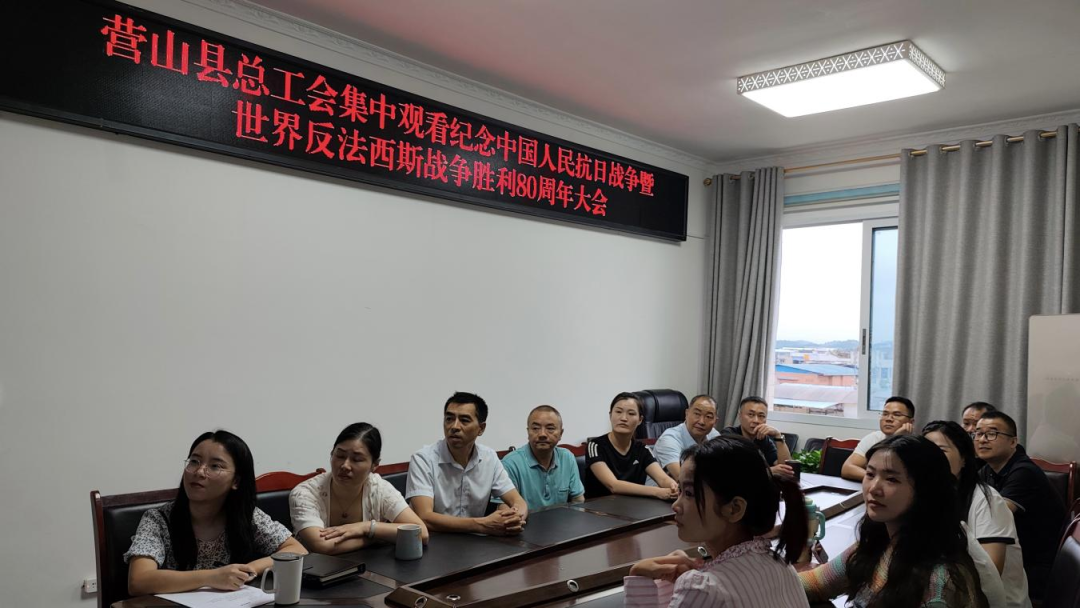 营山县总工会集中观看纪念中国人民抗日战争暨
世界反法西斯战争胜利80周年大会